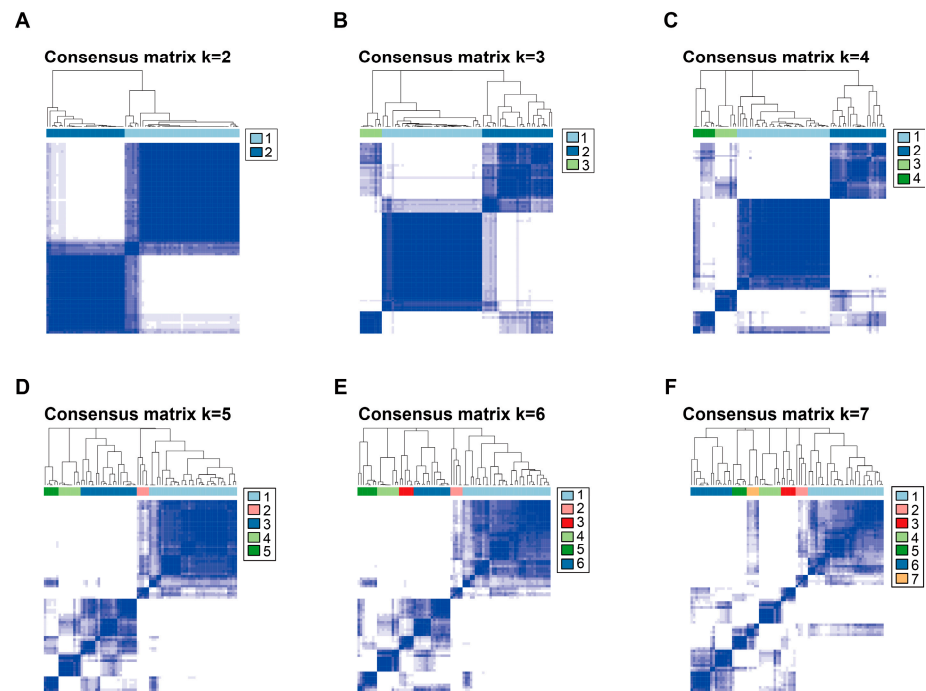 A
B
C
Consensus matrix k=2
Consensus matrix k=3
Consensus matrix k=4
1
2
1
2
3
1
2
3
4
D
E
F
Consensus matrix k=5
Consensus matrix k=6
Consensus matrix k=7
1
2
3
4
5
1
2
3
4
5
6
1
2
3
4
5
6
7